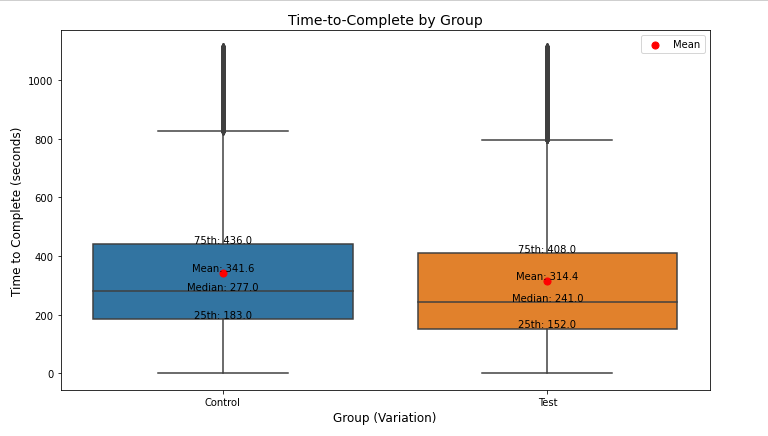 Time-to-Complete by Group
Mean
Time to Complete (seconds)
1000
800
600
400
200
0
75th: 436.0
Mean: 341.6
Median: 277.0
25th: 183.0
75th: 408.0
Mean: 314.4
Median: 241.0
25th: 152.0
Control
Test
Group (Variation)